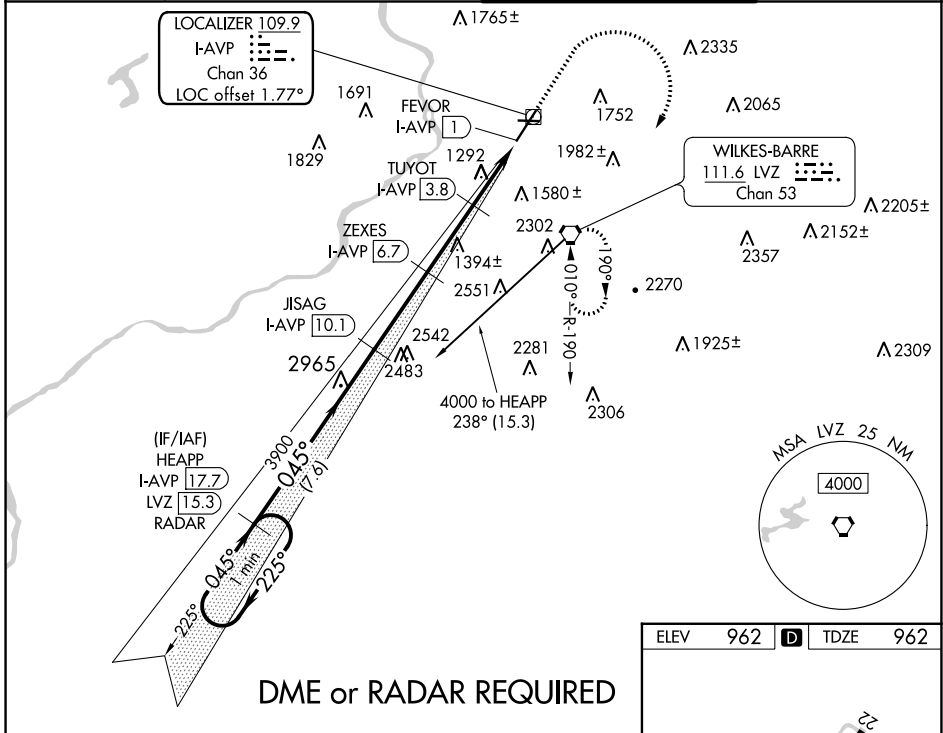 LOCALIZER 109.9
I-AVP
Chan 36
LOC offset 1.77°
1765±
2335
1691
FEVOR
I-AVP 1
1752
2065
1829
1292
1982±
TUYOT
I-AVP 3.8
WILKES-BARRE
111.6 LVZ
Chan 53
1580±
2205±
ZEXES
I-AVP 6.7
2302
2152±
2357
1394±
190°
2551
2270
010°
R-190
JISAG
I-AVP 10.1
2542
2483
1925±
2309
2965
2281
4000 to HEAPP
238° (15.3)
2306
(IF/IAF)
HEAPP
I-AVP 17.7
LVZ 15.3
RADAR
3900
045°
(7.6)
MSA LVZ 25 NM
4000
045°
1 min
225°
225°
ELEV 962 D TDZE 962
DME or RADAR REQUIRED
22